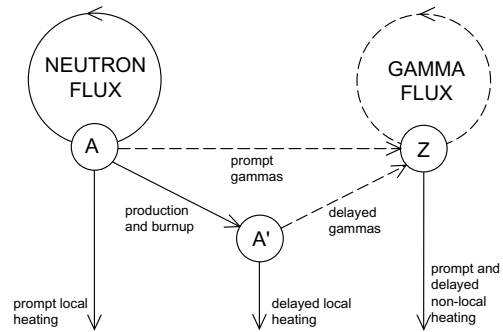 NEUTRON
FLUX
GAMMA
FLUX
A
Z
prompt
gammas
production
and burnup
A'
delayed
gammas
prompt local
heating
delayed local
heating
prompt and
delayed
non-local
heating